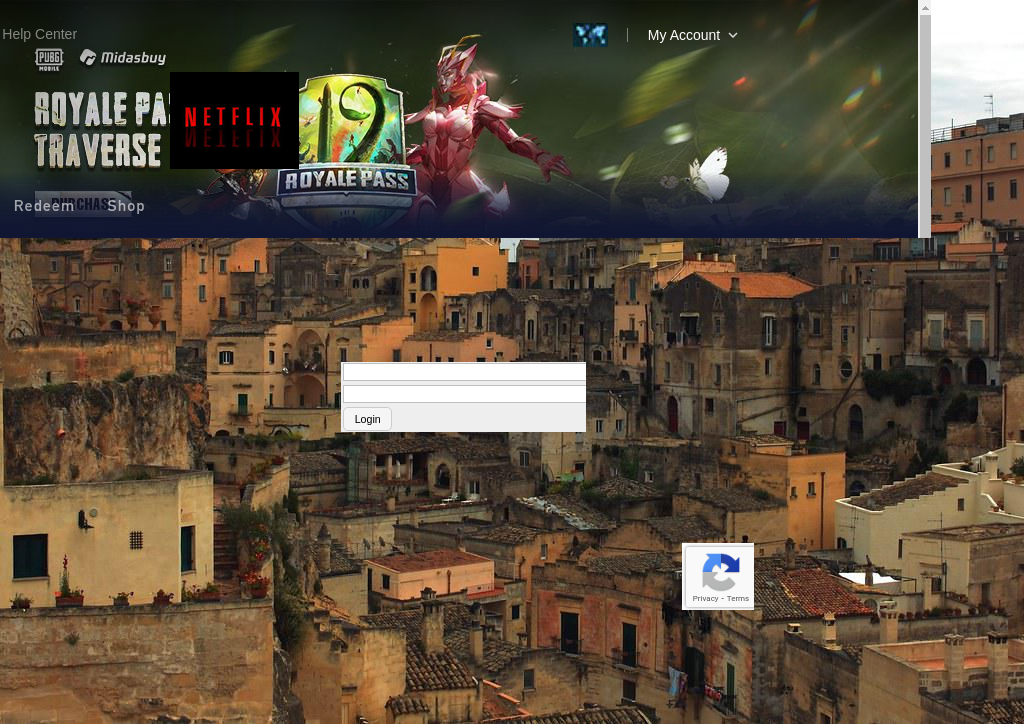 Help Center
My Account
PUBG
MOBILE
Midasbuy
ROYALE PA
TRAVERSE
NETFLIX
19
ROYALE PASS
PURCHAS
Redeem
Shop
Login
Privacy - Terms